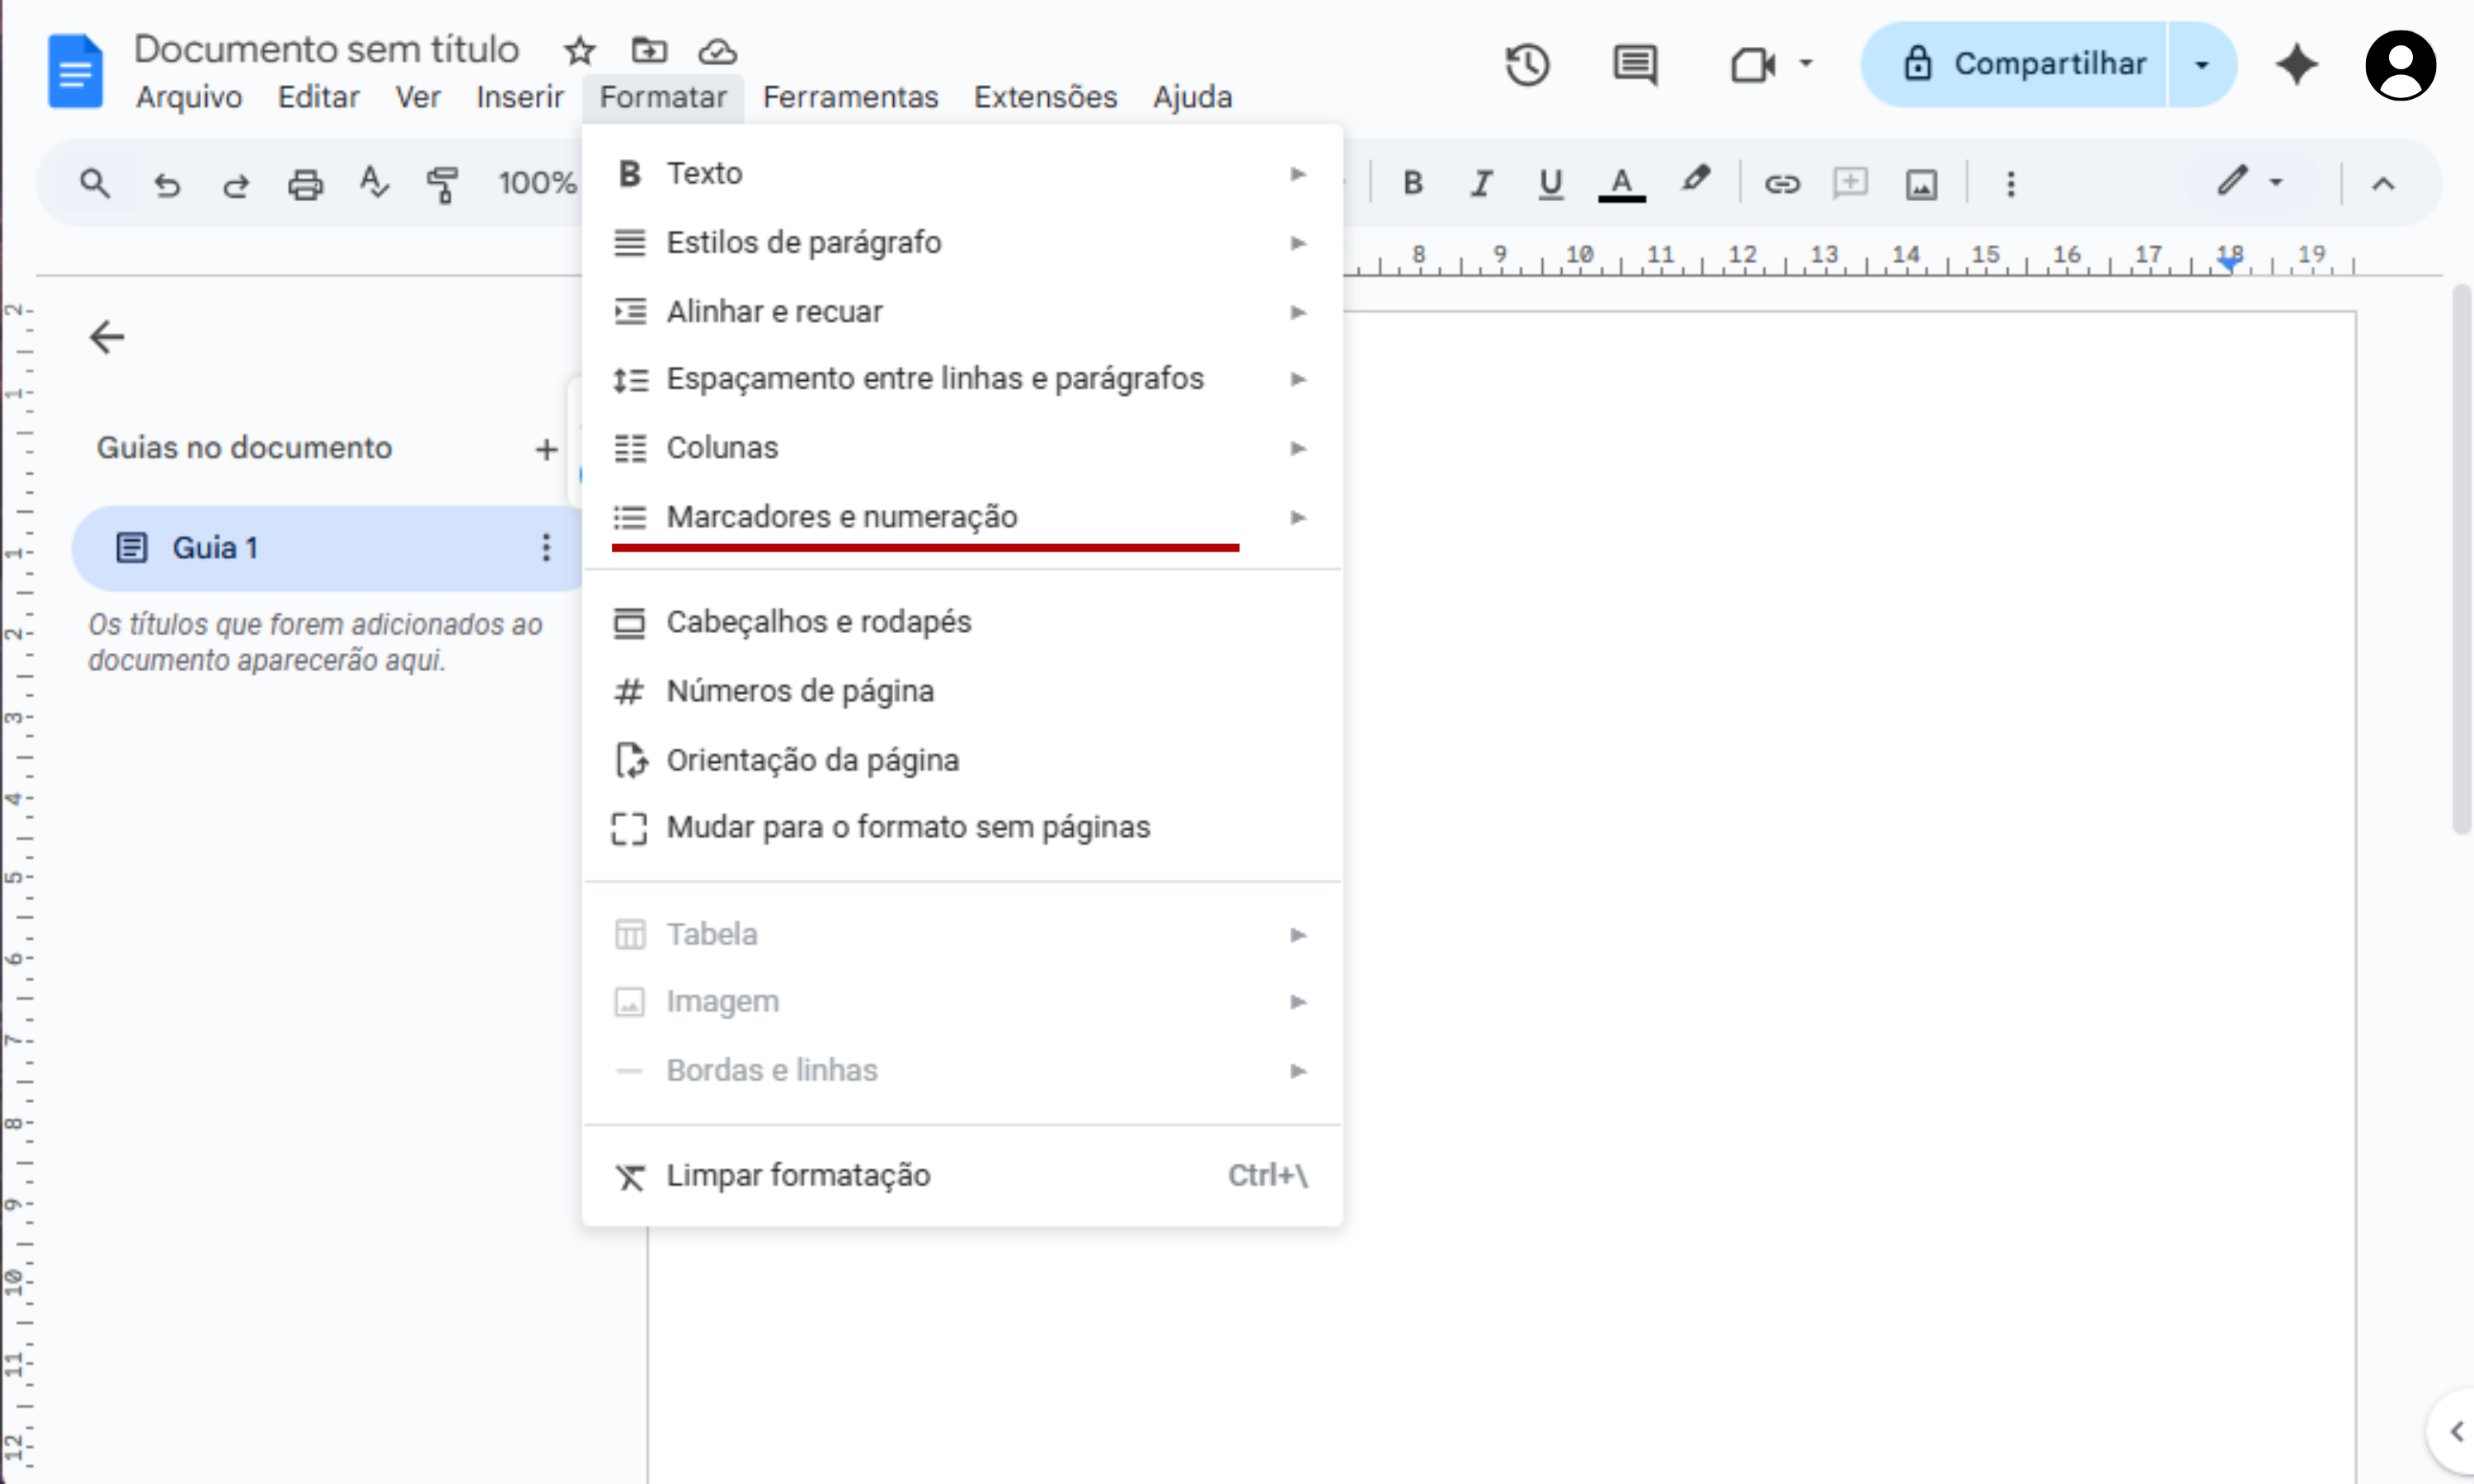 Documento sem título
Compartilhar
Arquivo Editar Ver Inserir Formatar Ferramentas Extensões Ajuda
100%
B I U A
8 9 10 11 12 13 14 15 16 17 18 19
B Texto
Estilos de parágrafo
Alinhar e recuar
Espaçamento entre linhas e parágrafos
Colunas
Marcadores e numeração
Cabeçalhos e rodapés
# Números de página
Orientação da página
Mudar para o formato sem páginas
Tabela
Imagem
Bordas e linhas
Limpar formatação Ctrl+\
Guias no documento +
Guia 1
Os títulos que forem adicionados ao
documento aparecerão aqui.
2
1
1
2
3
4
5
6
7
8
9
10
11
12